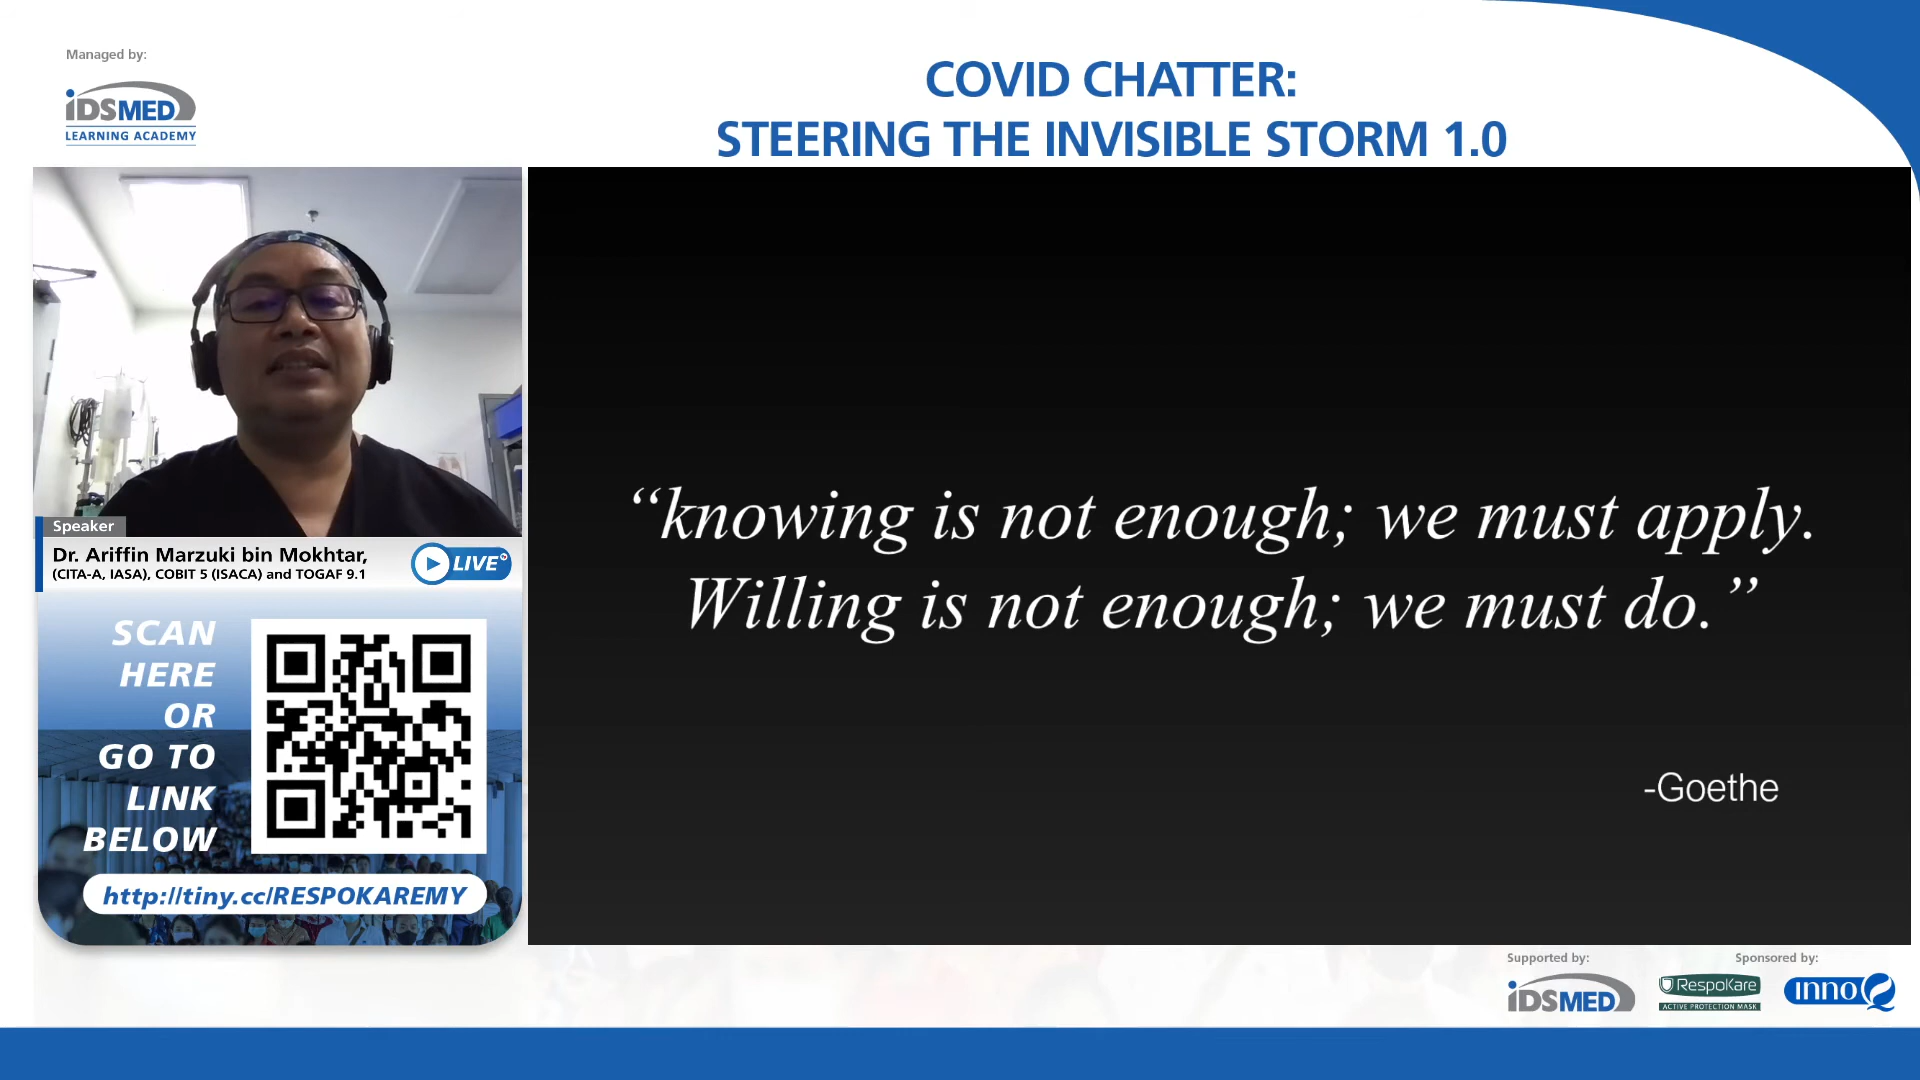 Managed by:
iDSMED
LEARNING ACADEMY
COVID CHATTER:
STEERING THE INVISIBLE STORM 1.0
Speaker
Dr. Ariffin Marzuki bin Mokhtar,
(CITA-A, IASA), COBIT 5 (ISACA) and TOGAF 9.1
LIVE
SCAN
HERE
OR
GO TO
LINK
BELOW
http://tiny.cc/RESPOKAREMY
“knowing is not enough; we must apply.
Willing is not enough; we must do.”
-Goethe
Supported by:
iDSMED
Sponsored by:
RespoKare
ACTIVE PROTECTION MASK
InnoQ